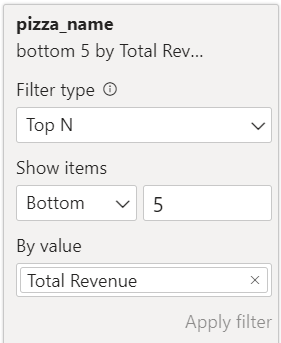 pizza_name
bottom 5 by Total Rev...
Filter type
Top N
Show items
Bottom 5
By value
Total Revenue
Apply filter